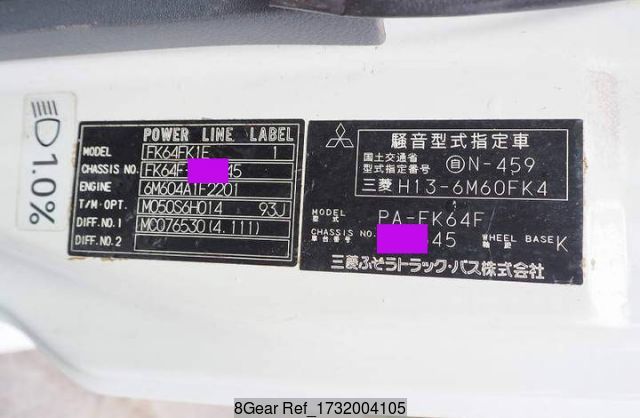 1.0%
POWER LINE LABEL
MODEL FK64FK1F 1
CHASSIS NO. FK64F 45
ENGINE 6M604A1F2201
T/M・OPT. M050S6H014 93J
DIFF.NO.1 MC076530(4.111)
DIFF.NO.2
騒音型式指定車
国土交通省
型式指定番号 自N-459
三菱 H13-6M60FK4
MODEL
型式 PA-FK64F
CHASSIS NO.
車台番号 45 WHEEL BASE
軸距 K
三菱ふそうトラック・バス株式会社
8Gear Ref_1732004105